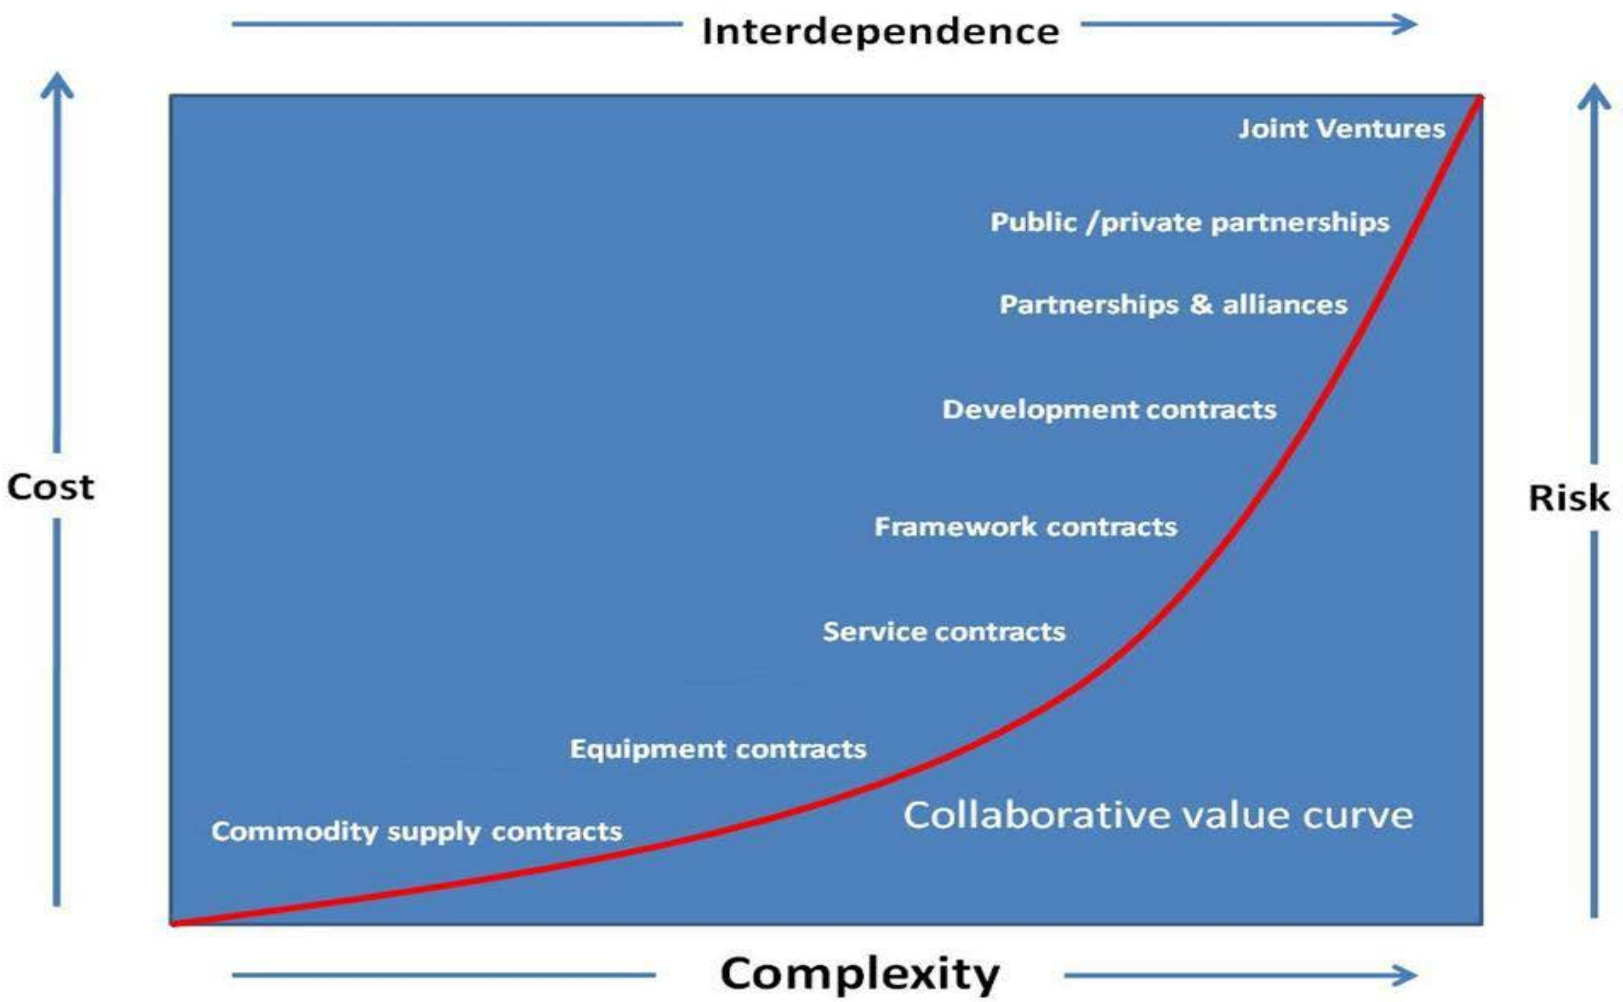 Interdependence
Joint Ventures
Public /private partnerships
Partnerships & alliances
Development contracts
Cost
Risk
Framework contracts
Service contracts
Equipment contracts
Collaborative value curve
Commodity supply contracts
Complexity